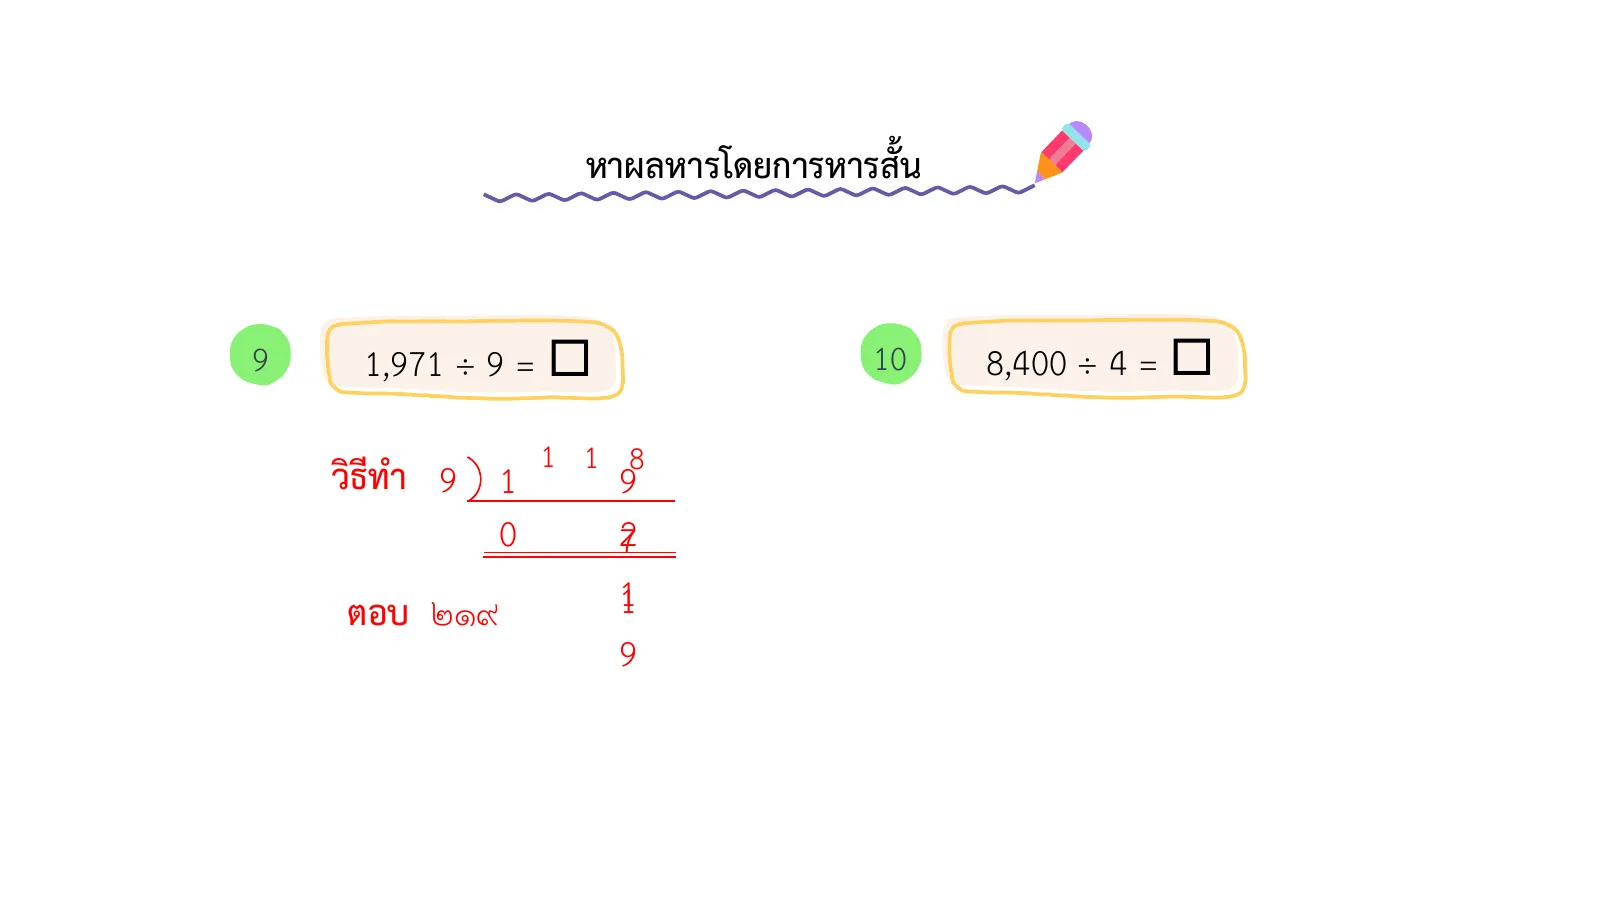 หาผลหารโดยการหารสั้น
9
1,971 ÷ 9 = □
10
8,400 ÷ 4 = □
1 1 8
วิธีทำ 9 ) 1 9
0 2
7
1
1
ตอบ ๒๑๙
9